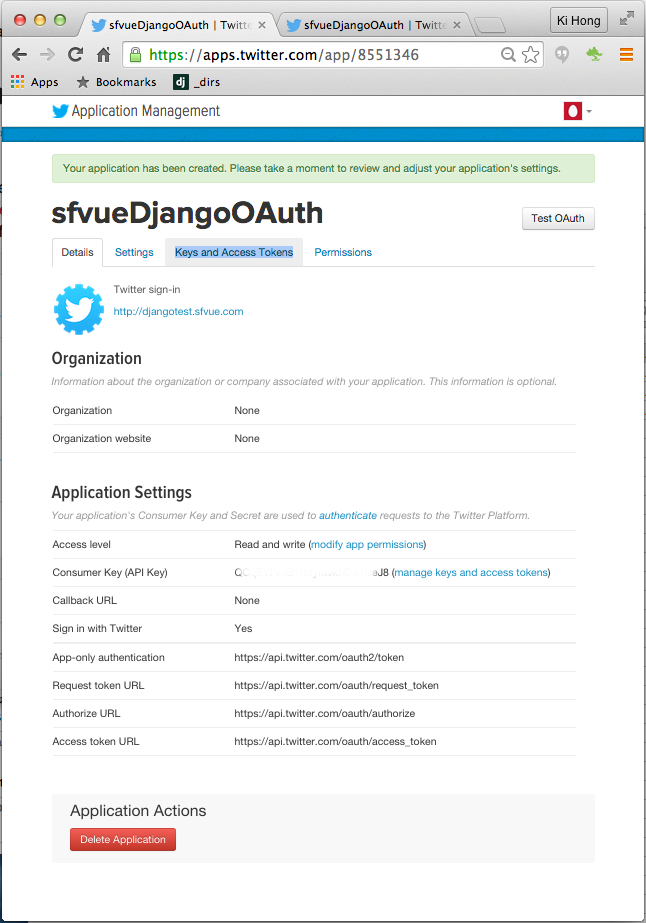 sfvueDjangoOAuth | Twitte
sfvueDjangoOAuth | Twitte
Ki Hong
https://apps.twitter.com/app/8551346
Apps Bookmarks dj _dirs
Application Management
Your application has been created. Please take a moment to review and adjust your application's settings.
sfvueDjangoOAuth
Test OAuth
Details Settings Keys and Access Tokens Permissions
Twitter sign-in
http://djangotest.sfvue.com
Organization
Information about the organization or company associated with your application. This information is optional.
Organization None
Organization website None
Application Settings
Your application's Consumer Key and Secret are used to authenticate requests to the Twitter Platform.
Access level Read and write (modify app permissions)
Consumer Key (API Key) (manage keys and access tokens)
Callback URL None
Sign in with Twitter Yes
App-only authentication https://api.twitter.com/oauth2/token
Request token URL https://api.twitter.com/oauth/request_token
Authorize URL https://api.twitter.com/oauth/authorize
Access token URL https://api.twitter.com/oauth/access_token
Application Actions
Delete Application